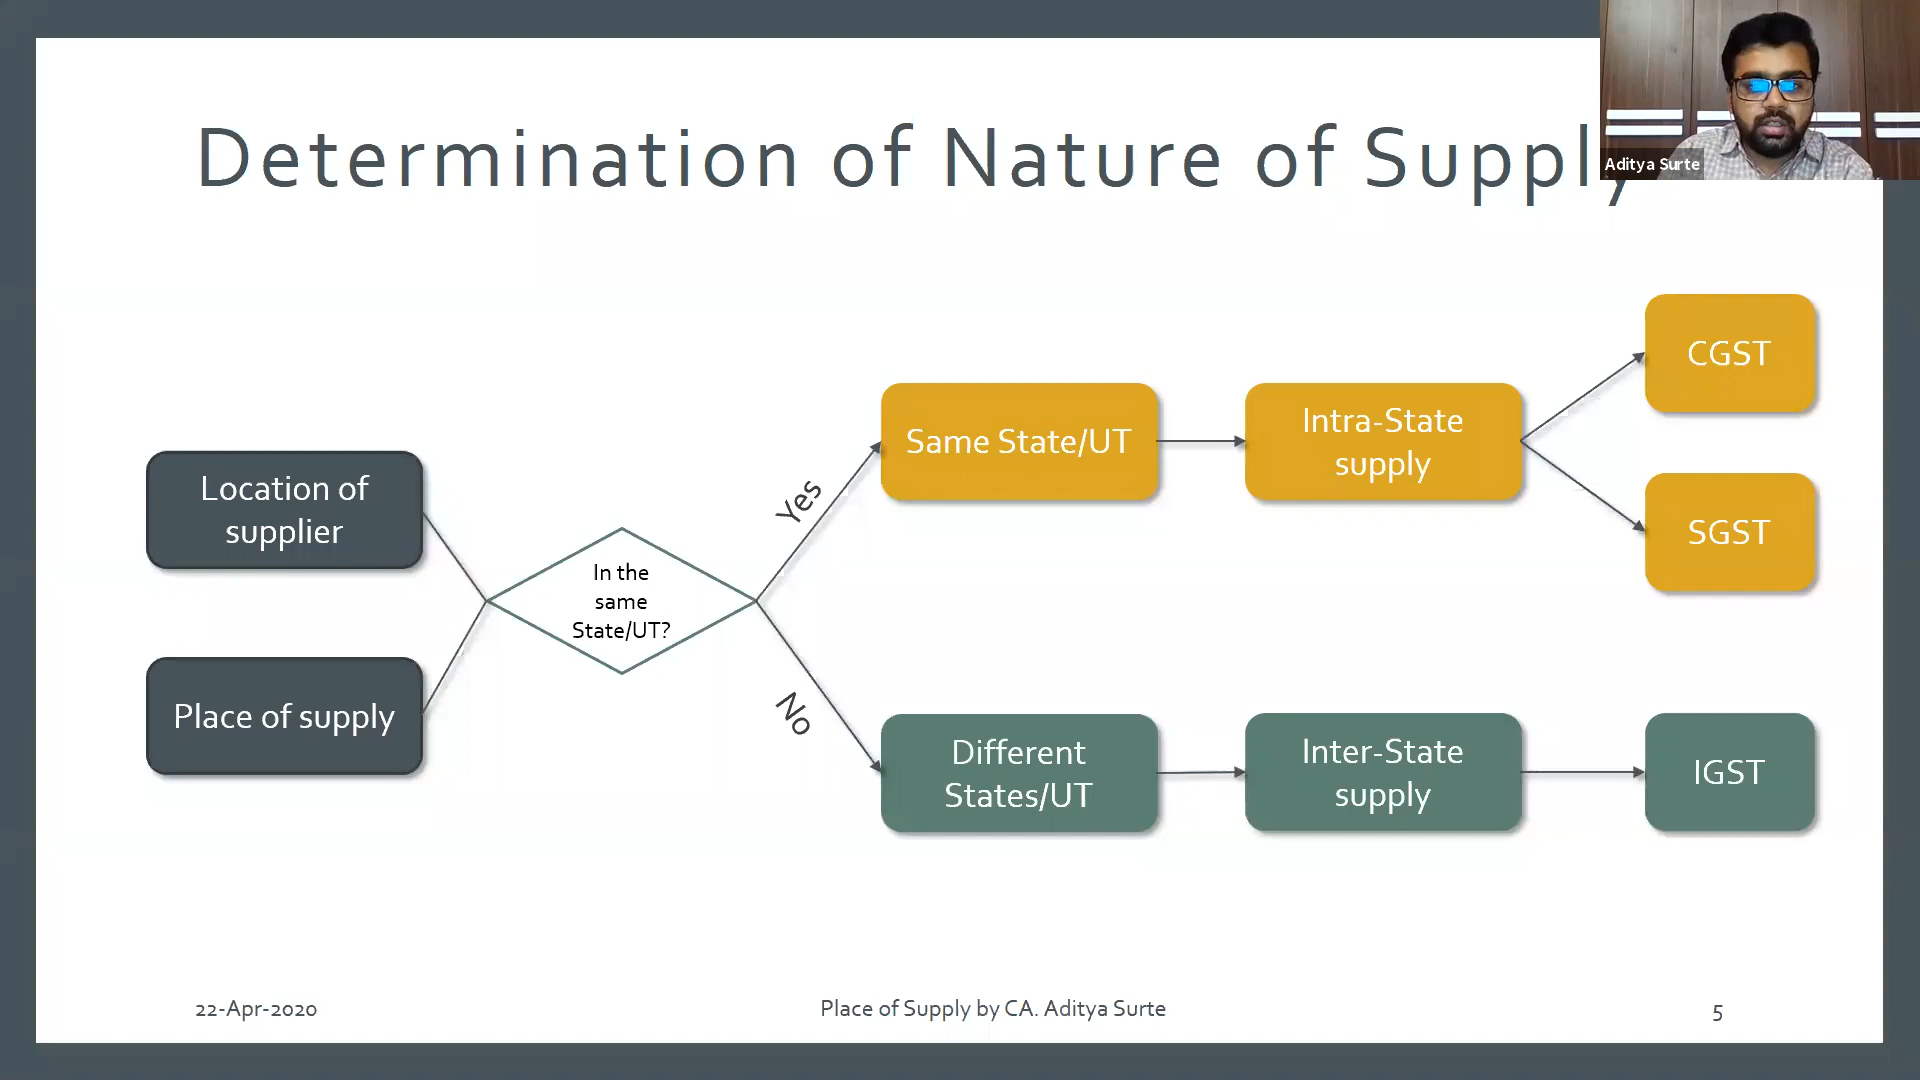 Determination of Nature of Supply
Aditya Surte
Location of
supplier
Place of supply
In the
same
State/UT?
Yes
No
Same State/UT
Intra-State
supply
CGST
SGST
Different
States/UT
Inter-State
supply
IGST
22-Apr-2020
Place of Supply by CA. Aditya Surte
5